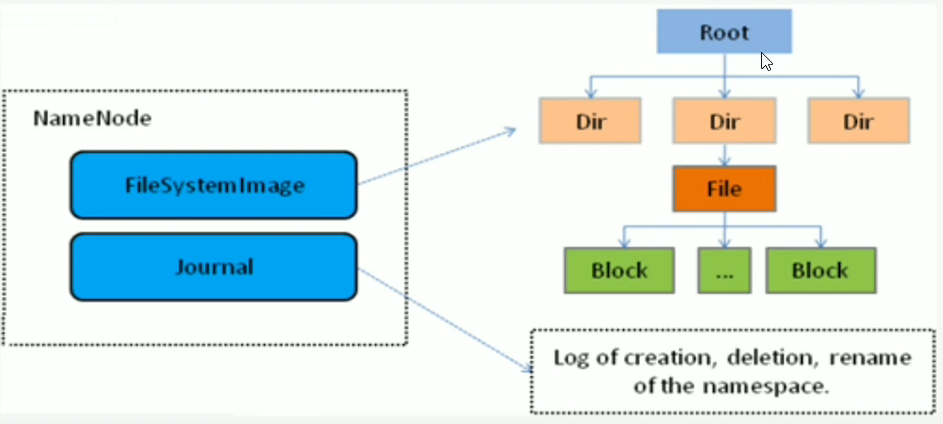 Root
NameNode
Dir
Dir
Dir
FileSystemImage
File
Journal
Block
...
Block
Log of creation, deletion, rename
of the namespace.